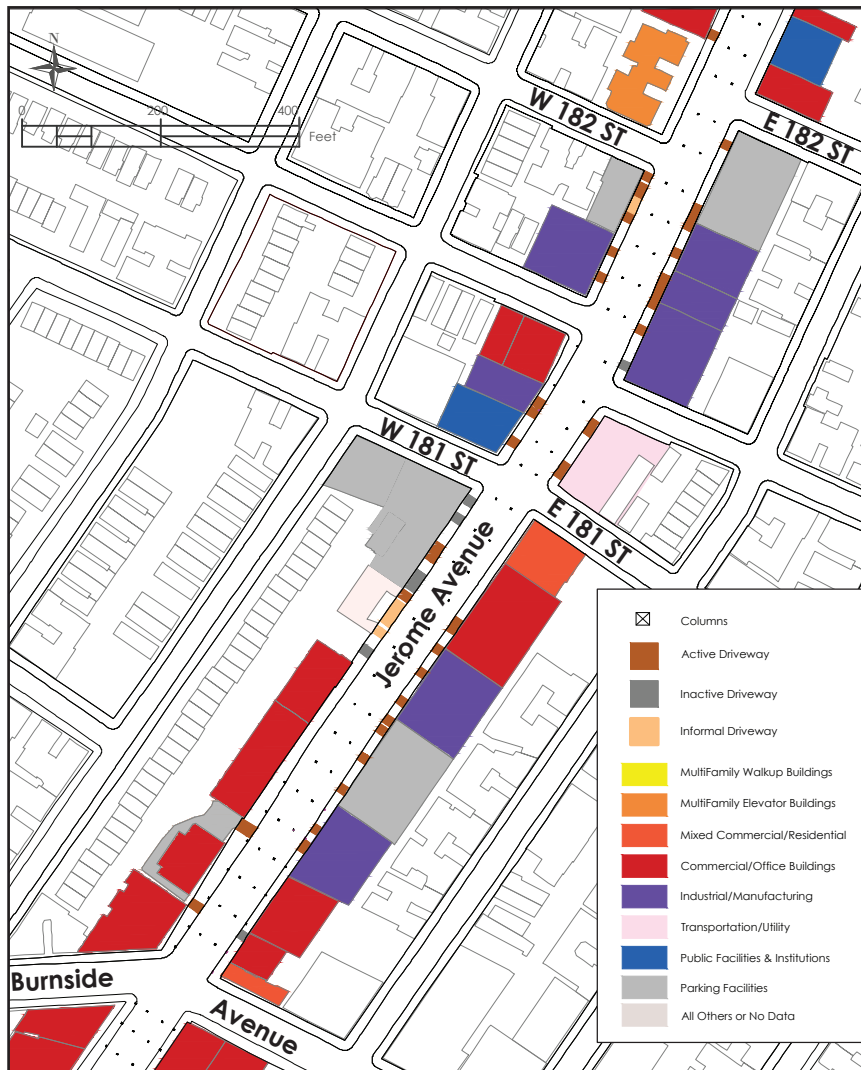 N
0
200
400
Feet
W 182 ST
E 182 ST
W 181 ST
E 181 ST
Jerome Avenue
Burnside
Avenue
Columns
Active Driveway
Inactive Driveway
Informal Driveway
MultiFamily Walkup Buildings
MultiFamily Elevator Buildings
Mixed Commercial/Residential
Commercial/Office Buildings
Industrial/Manufacturing
Transportation/Utility
Public Facilities & Institutions
Parking Facilities
All Others or No Data